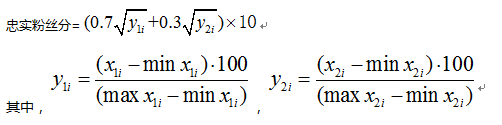 忠实粉丝分= (0.7√y₁ᵢ+0.3√y₂ᵢ)×10↵
其中，y₁ᵢ = (x₁ᵢ − min x₁ᵢ)·100 / (max x₁ᵢ − min x₁ᵢ)，y₂ᵢ = (x₂ᵢ − min x₂ᵢ)·100 / (max x₂ᵢ − min x₂ᵢ)↵